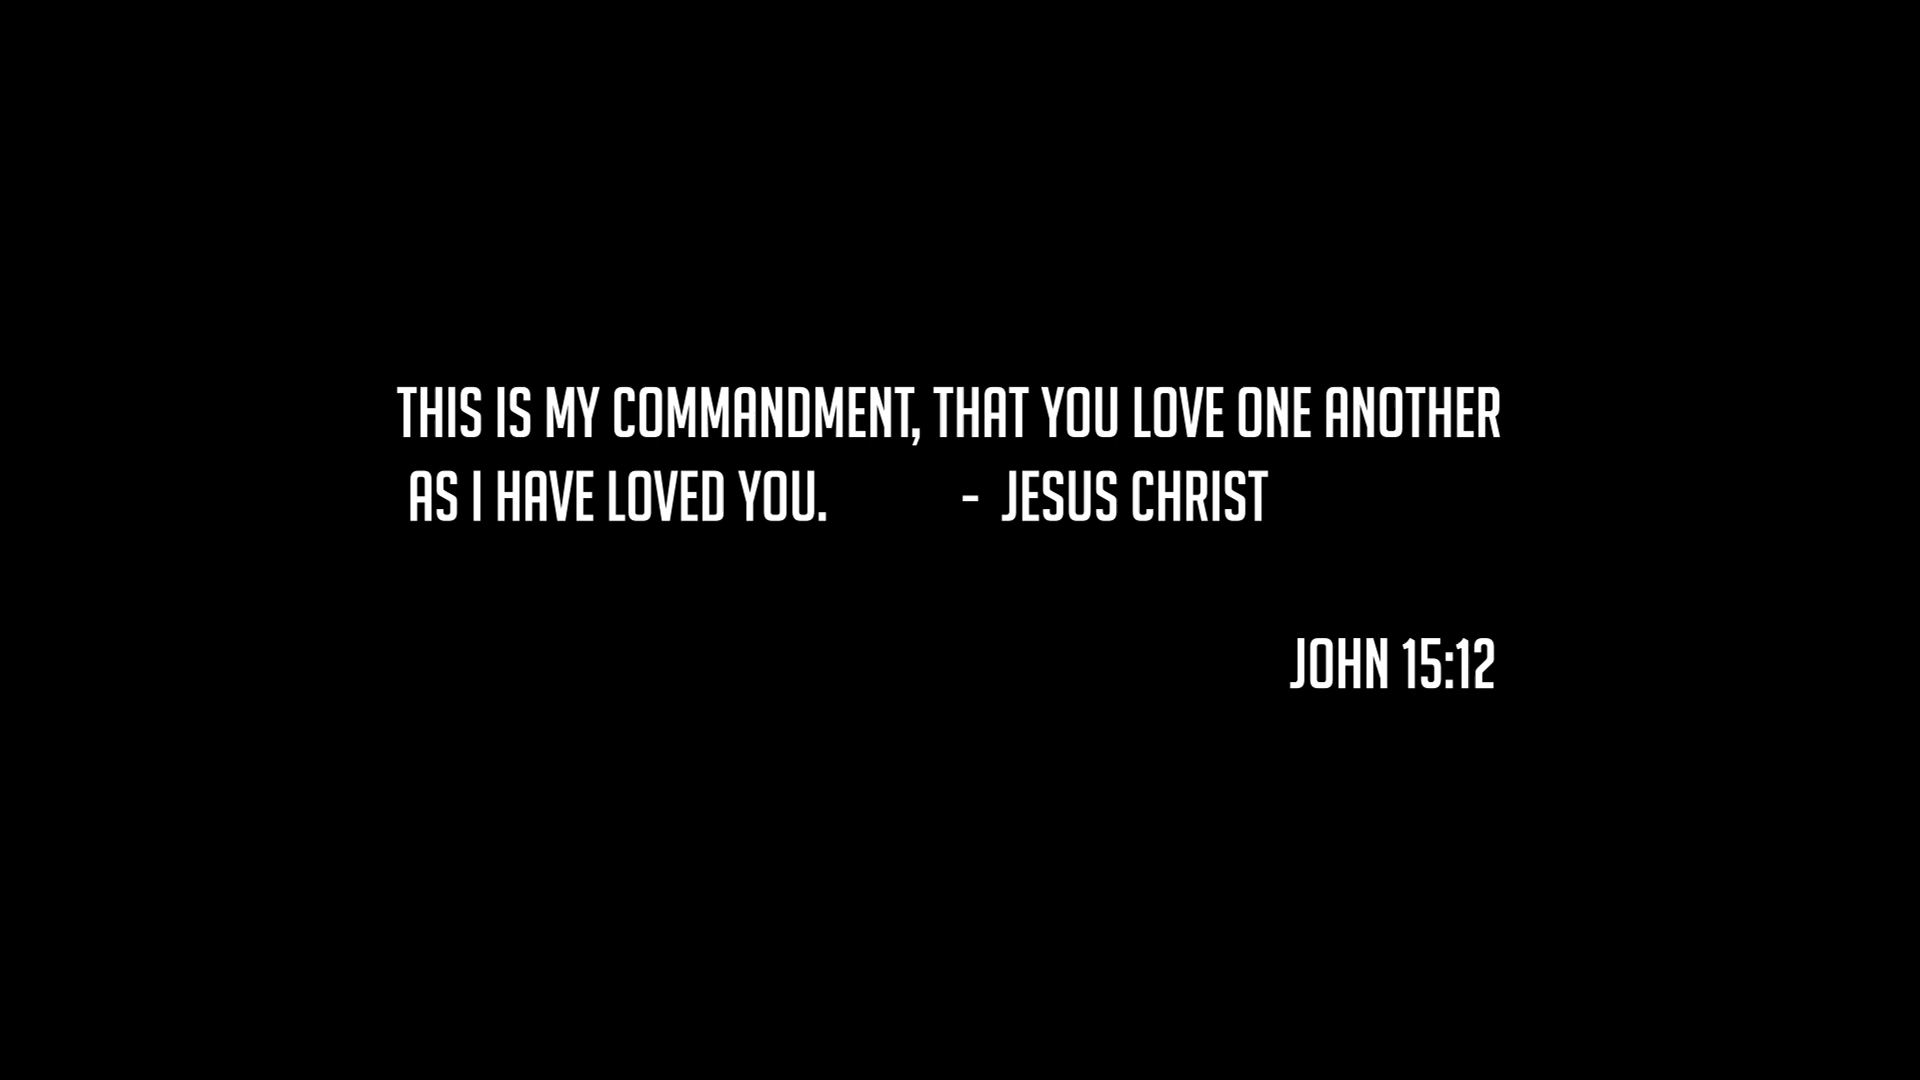 THIS IS MY COMMANDMENT, THAT YOU LOVE ONE ANOTHER
AS I HAVE LOVED YOU. - JESUS CHRIST
JOHN 15:12